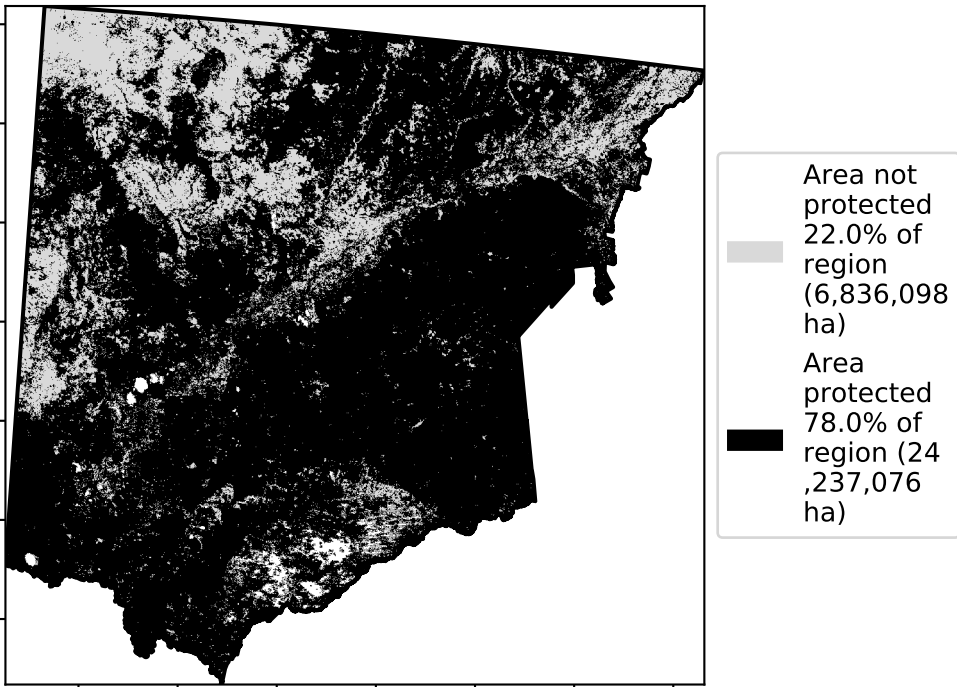 Area not
protected
22.0% of
region
(6,836,098
ha)
Area
protected
78.0% of
region (24
,237,076
ha)